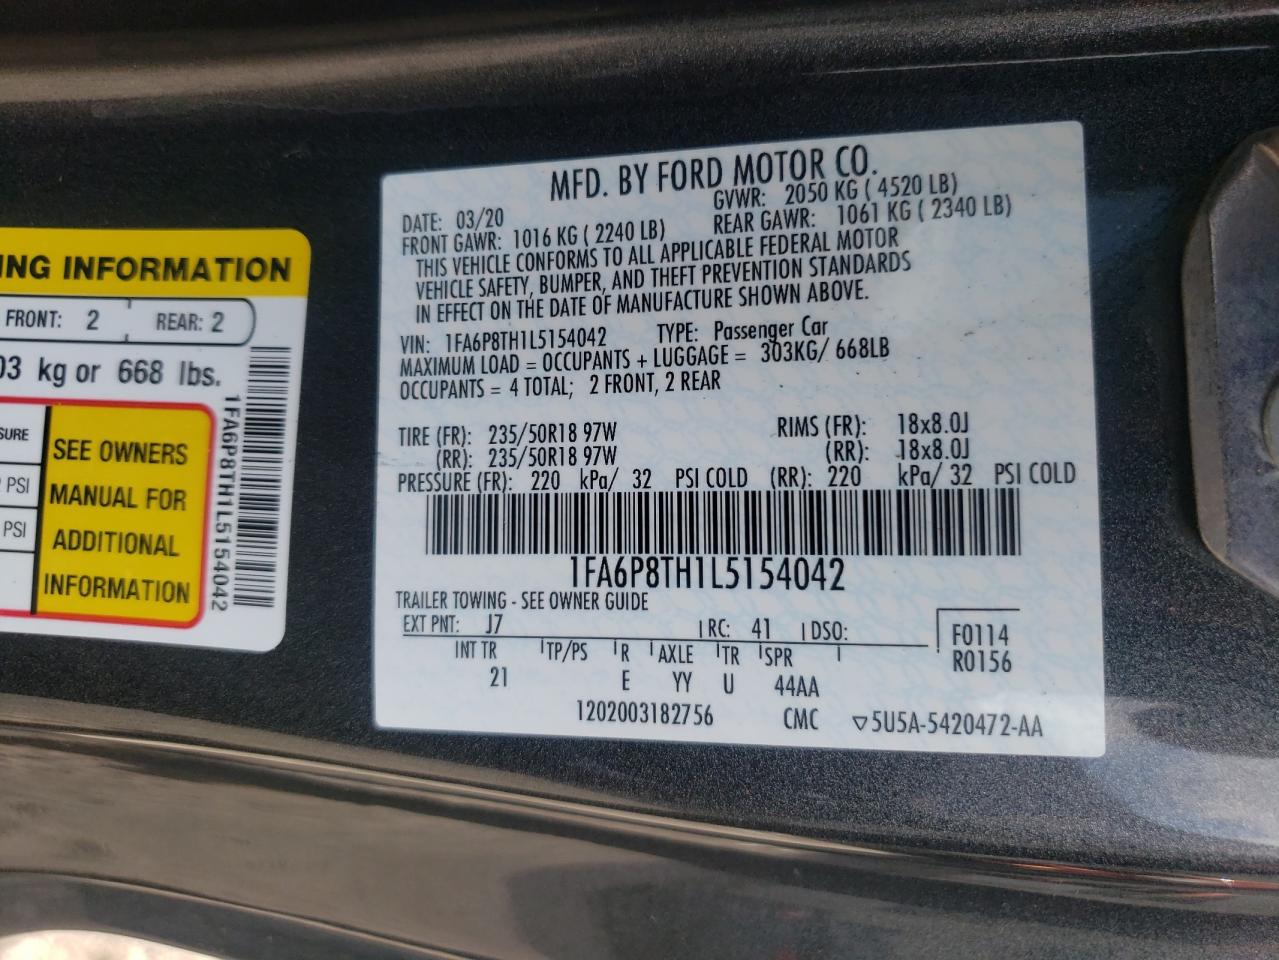 ING INFORMATION
FRONT: 2 REAR: 2
03 kg or 668 lbs.
SURE
PSI
PSI
SEE OWNERS
MANUAL FOR
ADDITIONAL
INFORMATION
1FA6P8TH1L5154042
MFD. BY FORD MOTOR CO.
DATE: 03/20 GVWR: 2050 KG ( 4520 LB)
FRONT GAWR: 1016 KG ( 2240 LB) REAR GAWR: 1061 KG ( 2340 LB)
THIS VEHICLE CONFORMS TO ALL APPLICABLE FEDERAL MOTOR
VEHICLE SAFETY, BUMPER, AND THEFT PREVENTION STANDARDS
IN EFFECT ON THE DATE OF MANUFACTURE SHOWN ABOVE.
VIN: 1FA6P8TH1L5154042 TYPE: Passenger Car
MAXIMUM LOAD = OCCUPANTS + LUGGAGE = 303KG/ 668LB
OCCUPANTS = 4 TOTAL; 2 FRONT, 2 REAR
TIRE (FR): 235/50R18 97W RIMS (FR): 18x8.0J
(RR): 235/50R18 97W (RR): 18x8.0J
PRESSURE (FR): 220 kPa/ 32 PSI COLD (RR): 220 kPa/ 32 PSI COLD
1FA6P8TH1L5154042
TRAILER TOWING - SEE OWNER GUIDE
EXT PNT: J7 RC: 41 DSO: F0114
INT TR TP/PS R AXLE TR SPR R0156
21 E YY U 44AA
1202003182756 CMC ▽5U5A-5420472-AA